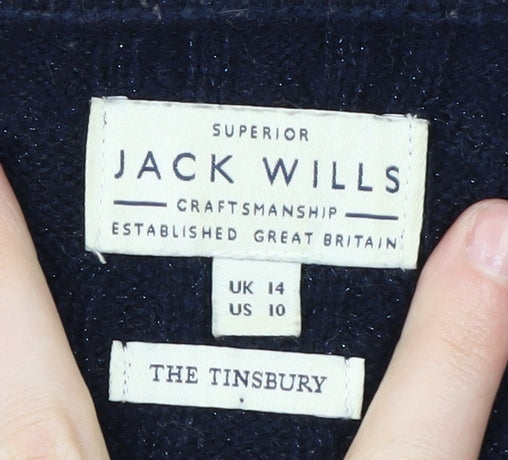 SUPERIOR
JACK WILLS
CRAFTSMANSHIP
ESTABLISHED GREAT BRITAIN
UK 14
US 10
THE TINSBURY